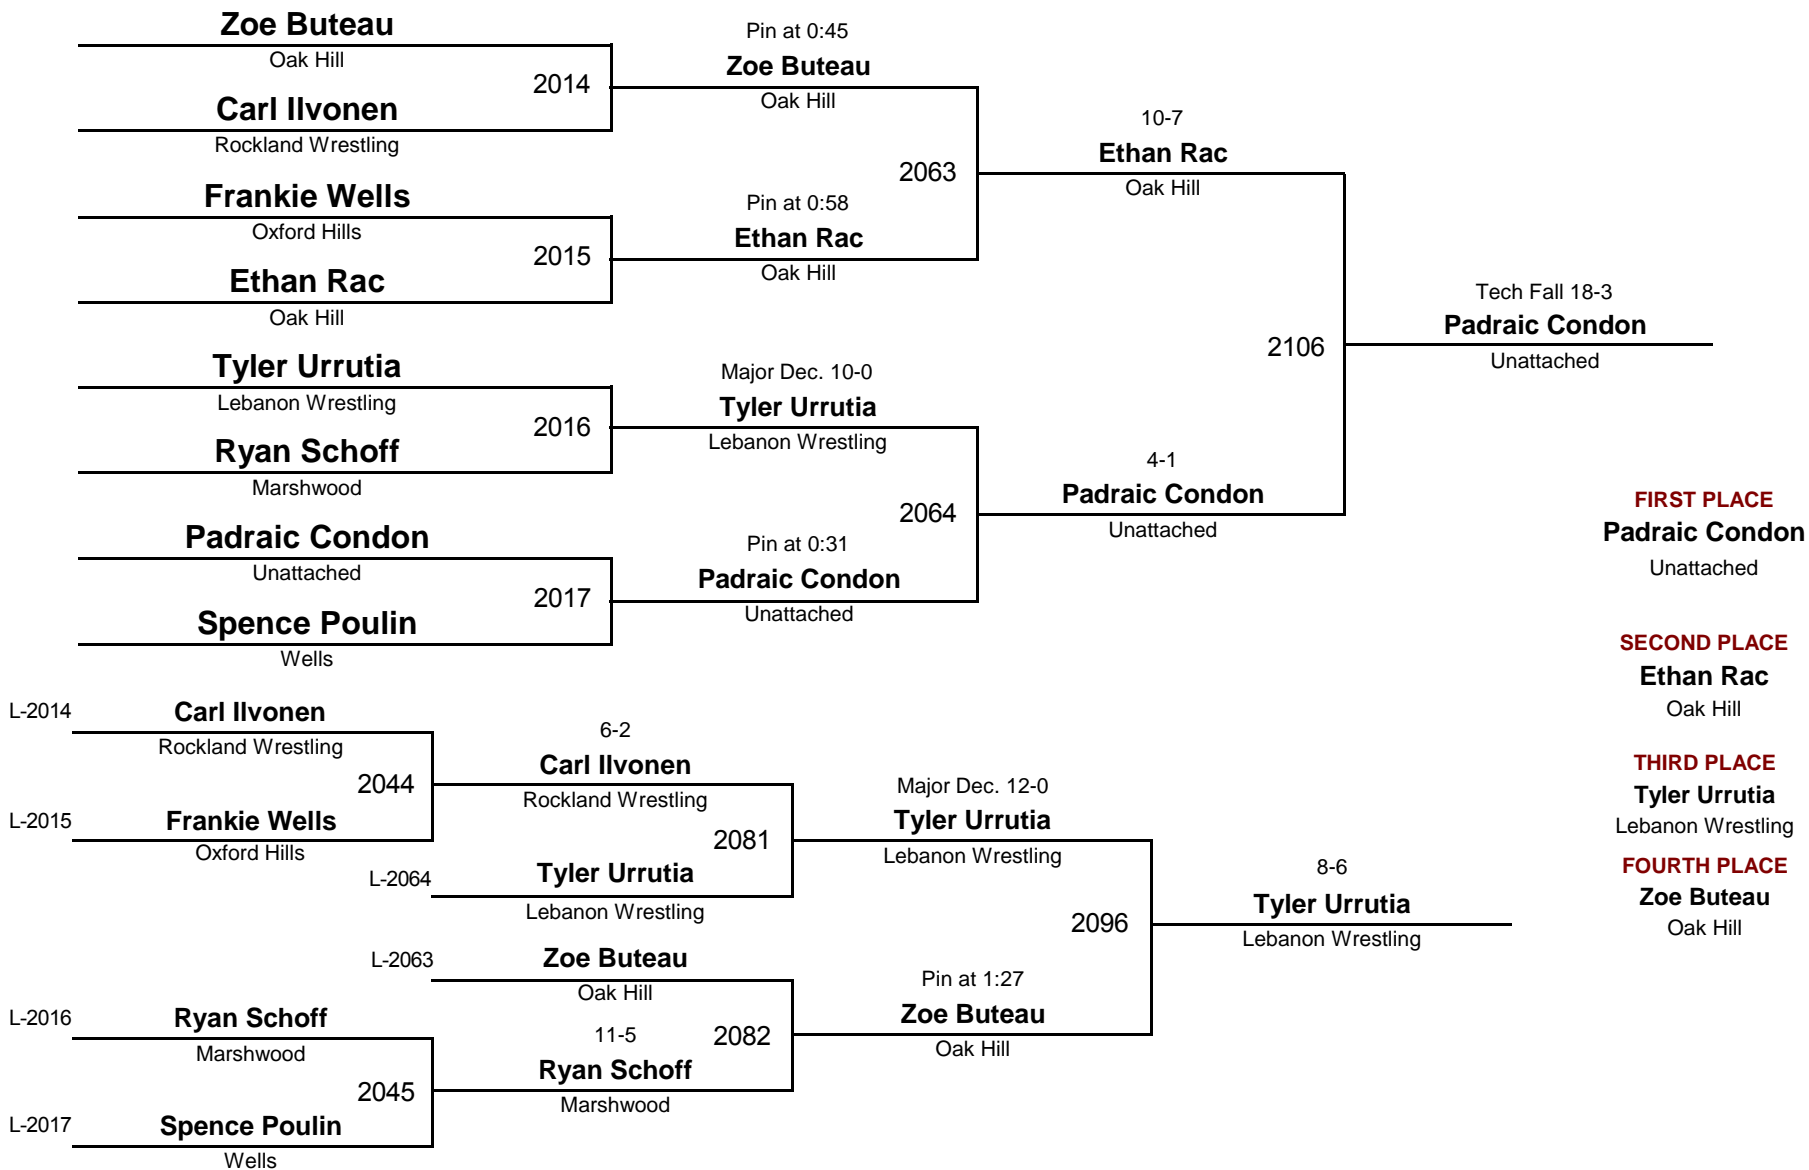 Zoe Buteau
Oak Hill
2014
Carl Ilvonen
Rockland Wrestling
Pin at 0:45
Zoe Buteau
Oak Hill
Frankie Wells
Oxford Hills
2015
Ethan Rac
Oak Hill
Pin at 0:58
Ethan Rac
Oak Hill
2063
10-7
Ethan Rac
Oak Hill
Tyler Urrutia
Lebanon Wrestling
2016
Ryan Schoff
Marshwood
Major Dec. 10-0
Tyler Urrutia
Lebanon Wrestling
Padraic Condon
Unattached
2017
Spence Poulin
Wells
Pin at 0:31
Padraic Condon
Unattached
2064
4-1
Padraic Condon
Unattached
2106
Tech Fall 18-3
Padraic Condon
Unattached
FIRST PLACE
Padraic Condon
Unattached
SECOND PLACE
Ethan Rac
Oak Hill
THIRD PLACE
Tyler Urrutia
Lebanon Wrestling
FOURTH PLACE
Zoe Buteau
Oak Hill
L-2014
Carl Ilvonen
Rockland Wrestling
2044
L-2015
Frankie Wells
Oxford Hills
6-2
Carl Ilvonen
Rockland Wrestling
2081
L-2064
Tyler Urrutia
Lebanon Wrestling
Major Dec. 12-0
Tyler Urrutia
Lebanon Wrestling
L-2063
Zoe Buteau
Oak Hill
2082
L-2016
Ryan Schoff
Marshwood
2045
L-2017
Spence Poulin
Wells
11-5
Ryan Schoff
Marshwood
Pin at 1:27
Zoe Buteau
Oak Hill
2096
8-6
Tyler Urrutia
Lebanon Wrestling